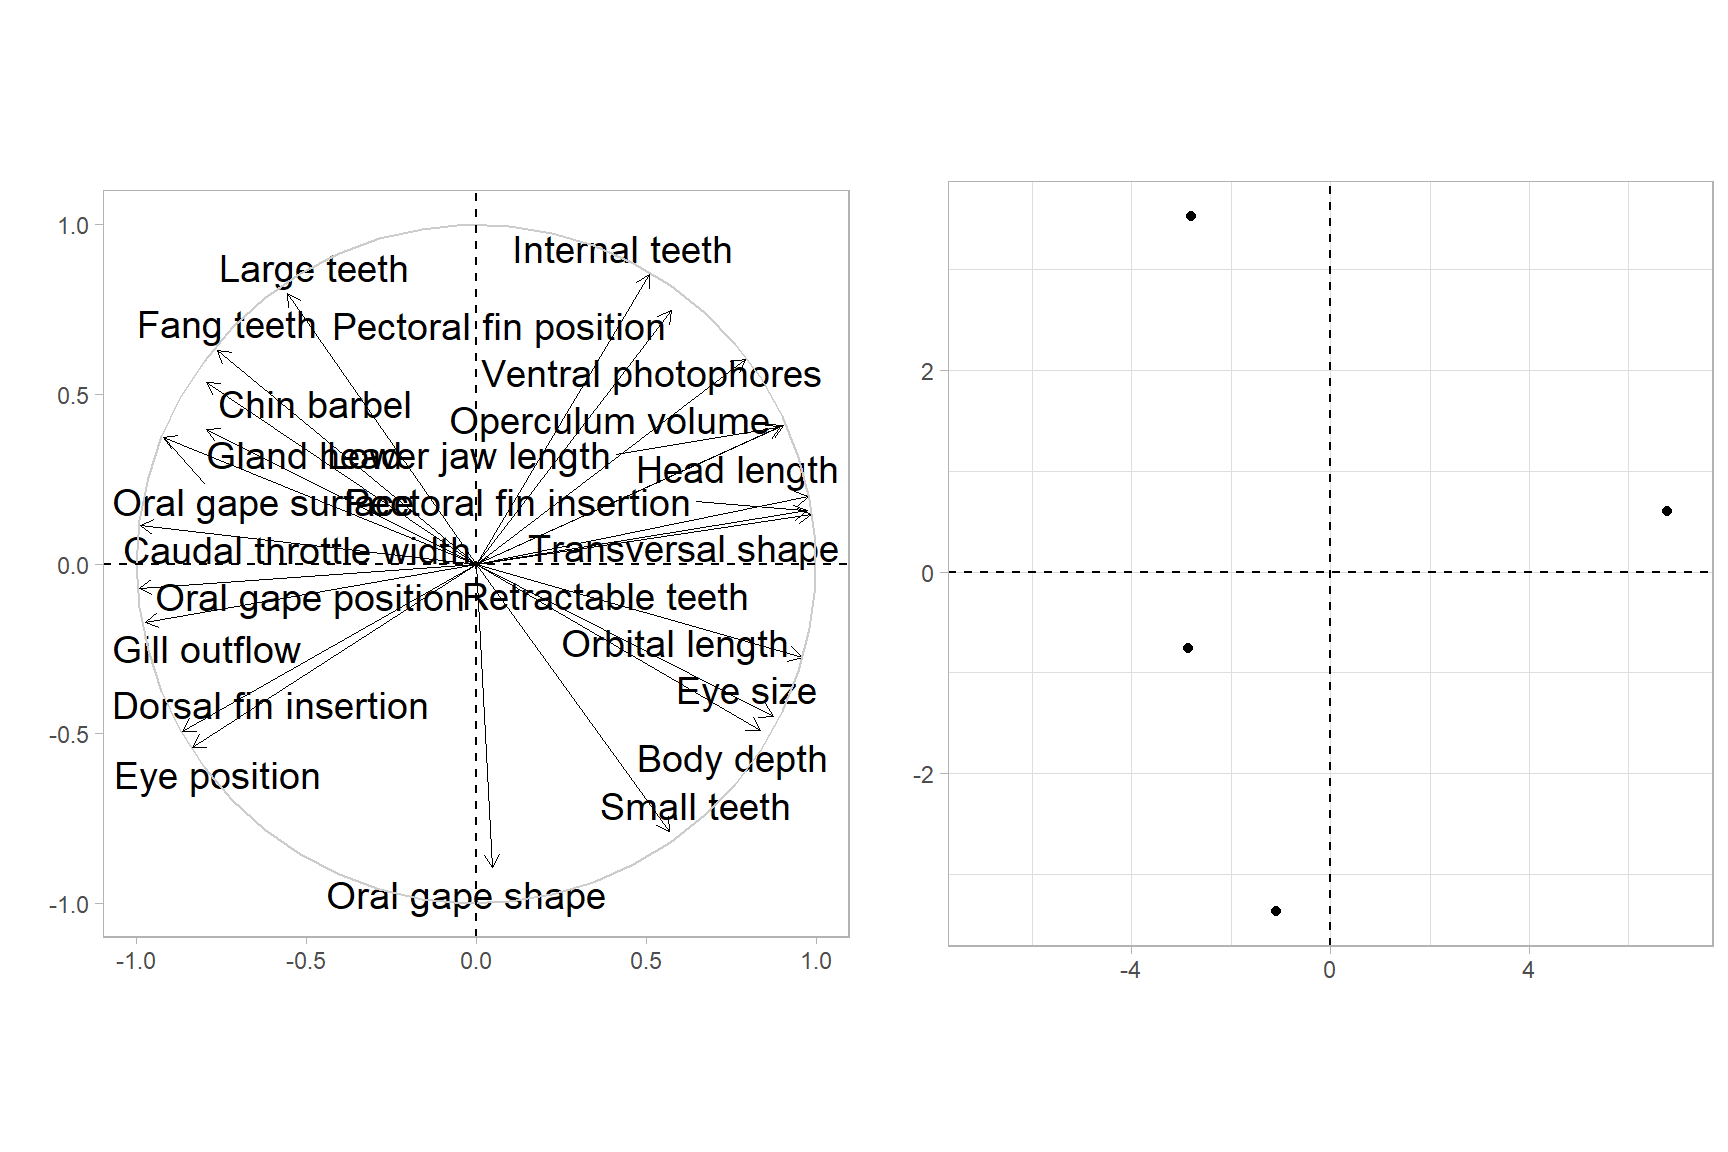 Internal teeth
Large teeth
Fang teeth
Pectoral fin position
Ventral photophores
Chin barbel
Operculum volume
Gland head
Lower jaw length
Head length
Oral gape surface
Pectoral fin insertion
Caudal throttle width
Transversal shape
Oral gape position
Retractable teeth
Gill outflow
Orbital length
Eye size
Dorsal fin insertion
Body depth
Eye position
Small teeth
Oral gape shape
1.0
0.5
0.0
-0.5
-1.0
-1.0 -0.5 0.0 0.5 1.0
2
0
-2
-4 0 4